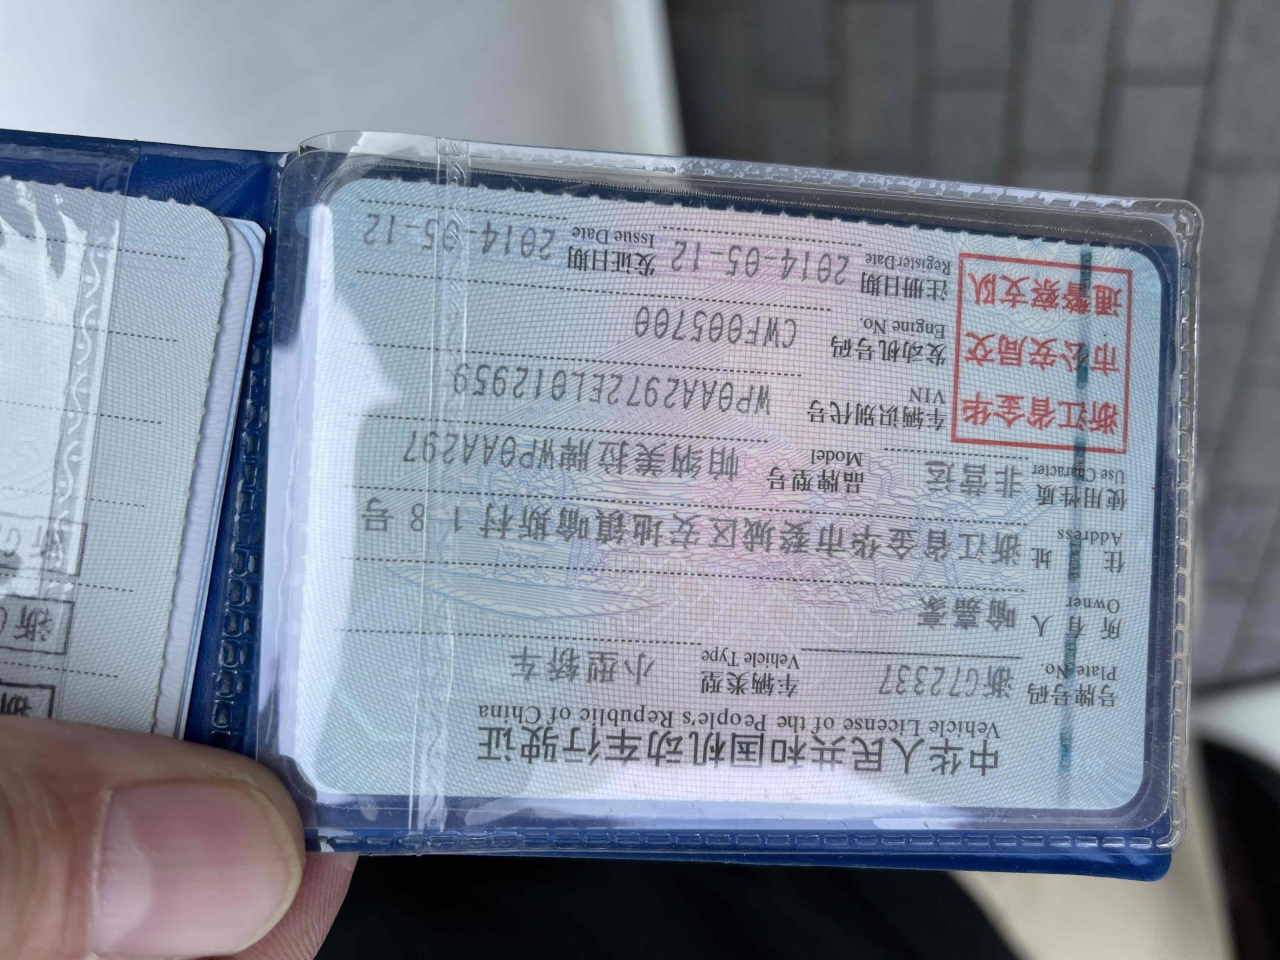 中华人民共和国机动车行驶证
Vehicle License of the People's Republic of China
号牌号码 浙G72337 车辆类型 小型轿车
Plate No. Vehicle Type
所有人 喻嘉豪
Owner
住址 浙江省金华市婺城区安地镇喻斯村18号
Address
使用性质 非营运 品牌型号 帕纳美拉牌WP0AA297
Use Character Model
浙江省金华
市公安局交
通警察支队
车辆识别代号 WP0AA2972EL012959
VIN
发动机号码 CWF005700
Engine No.
注册日期 2014-05-12 发证日期 2014-05-12
Register Date Issue Date
浙G
浙